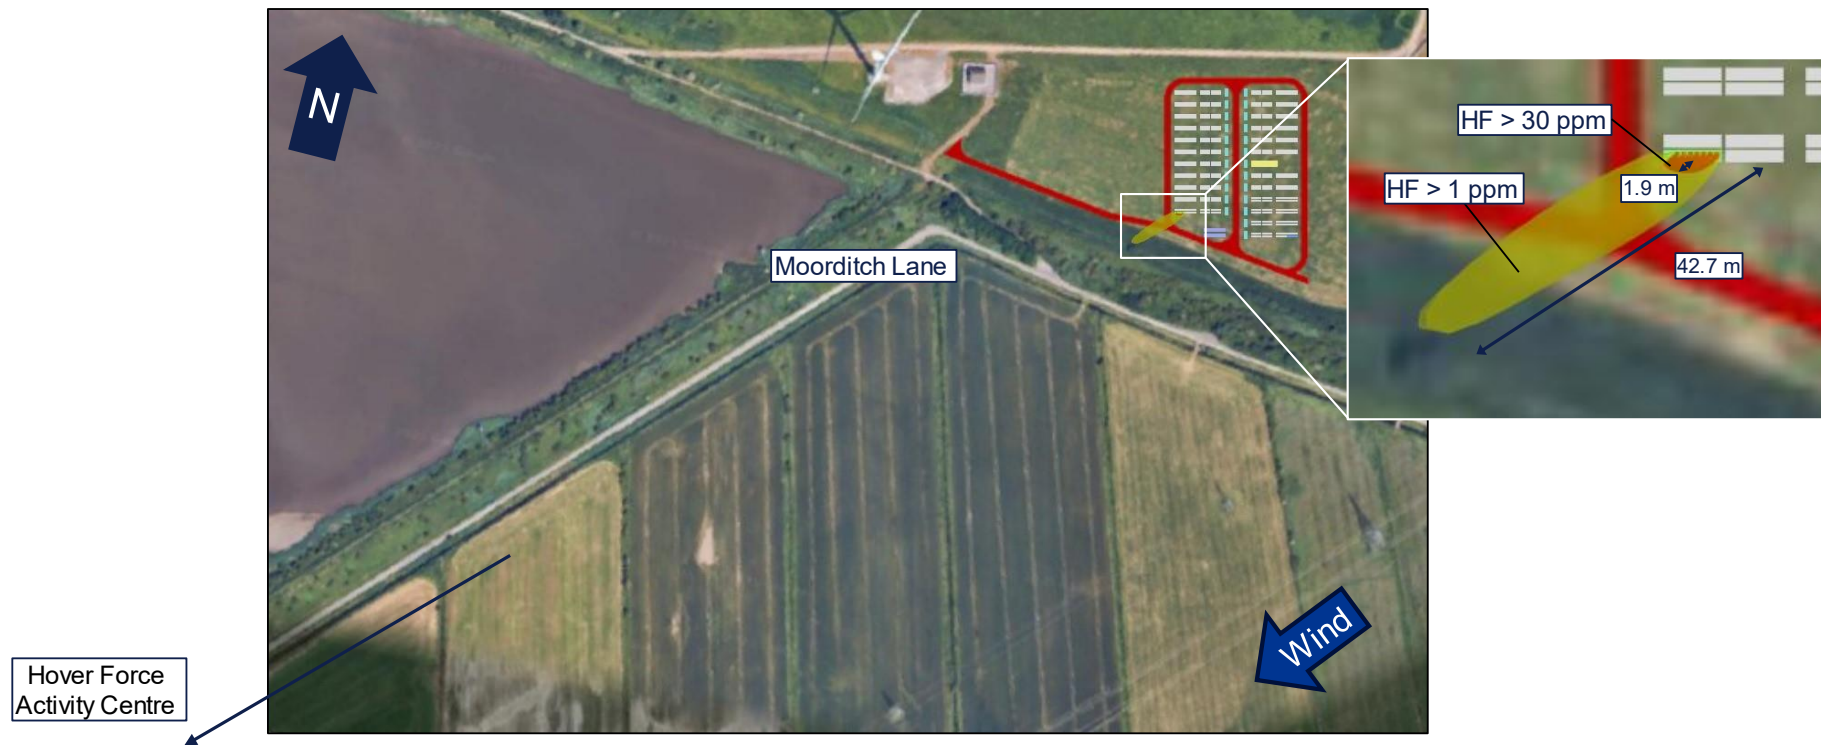 N
HF > 30 ppm
HF > 1 ppm
1.9 m
42.7 m
Moorditch Lane
Wind
Hover Force
Activity Centre